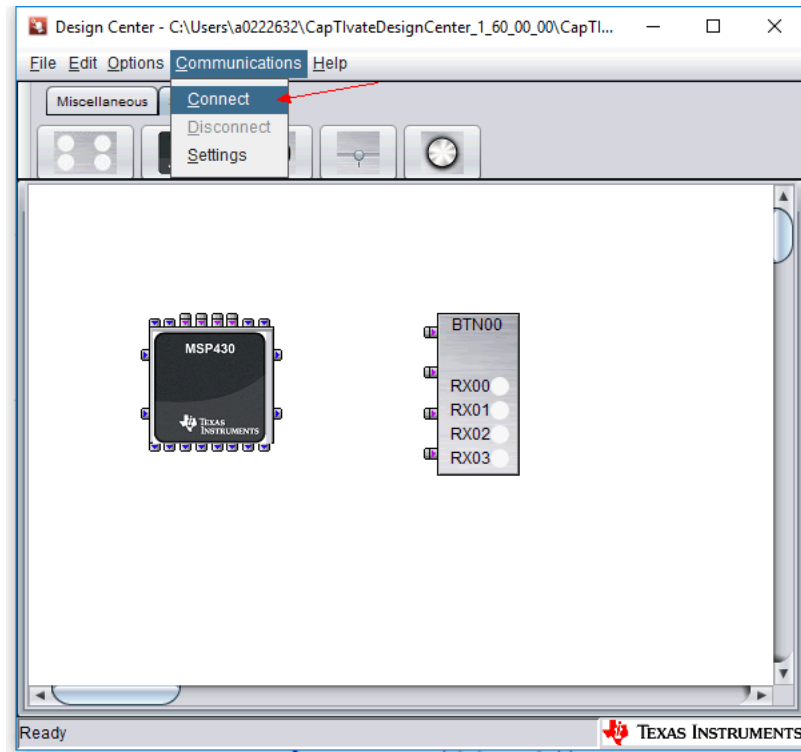 Design Center - C:\Users\a0222632\CapTIvateDesignCenter_1_60_00_00\CapTI...
File Edit Options Communications Help
Miscellaneous
Connect
Disconnect
Settings
MSP430
TEXAS
INSTRUMENTS
BTN00
RX00
RX01
RX02
RX03
Ready
TEXAS INSTRUMENTS